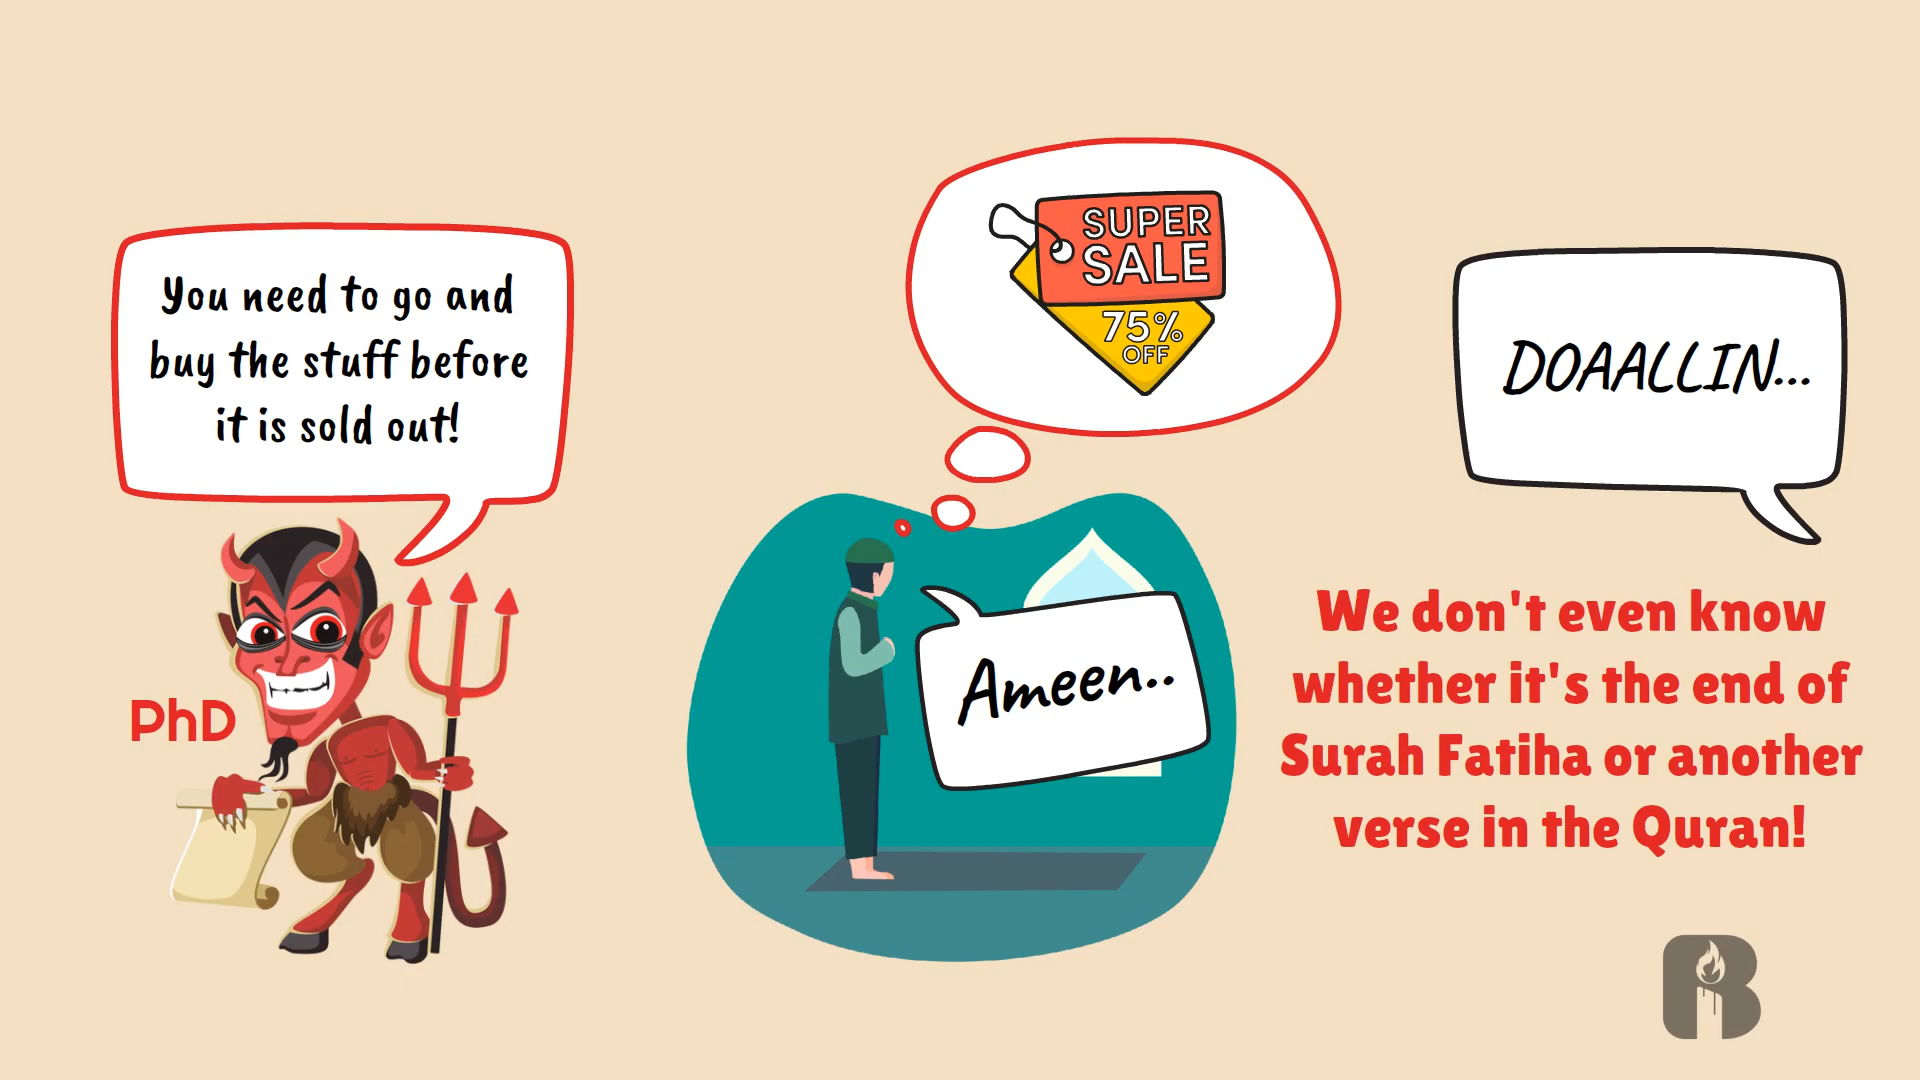 You need to go and
buy the stuff before
it is sold out!
PhD
SUPER
SALE
75%
OFF
Ameen..
DOAALLIN...
We don't even know
whether it's the end of
Surah Fatiha or another
verse in the Quran!
B